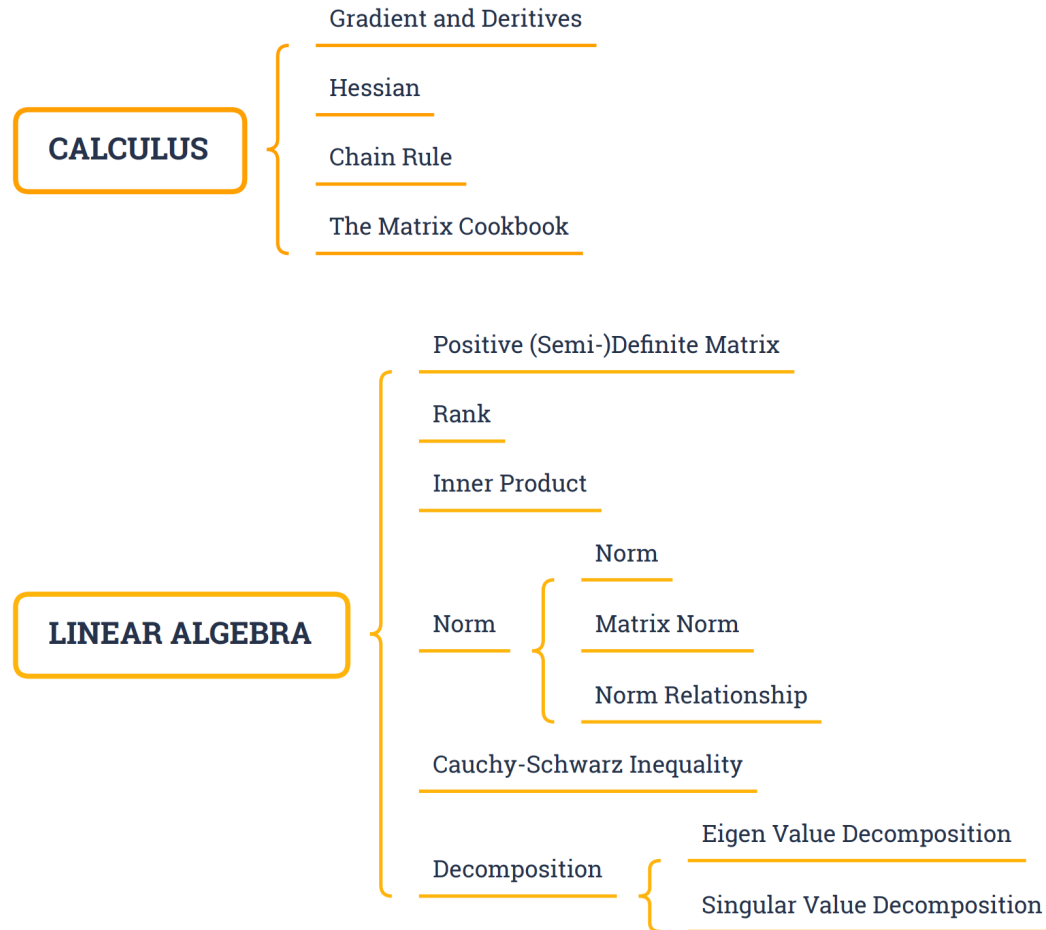 Gradient and Deritives
Hessian
CALCULUS
Chain Rule
The Matrix Cookbook
Positive (Semi-)Definite Matrix
Rank
Inner Product
Norm
LINEAR ALGEBRA
Norm
Matrix Norm
Norm Relationship
Cauchy-Schwarz Inequality
Eigen Value Decomposition
Decomposition
Singular Value Decomposition